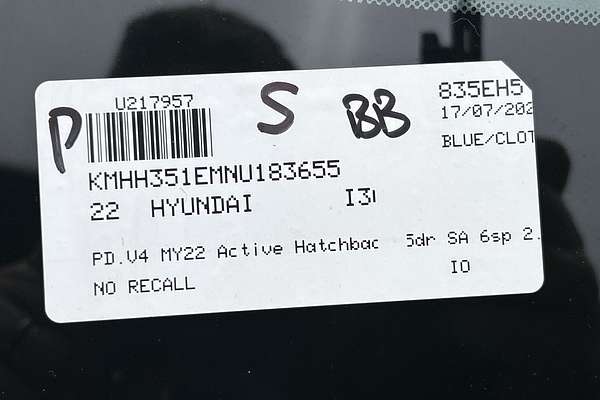 U217957
P
S
BB
835EH5
17/07/202
BLUE/CLOT
KMHH351EMNU183655
22 HYUNDAI I3
PD.V4 MY22 Active Hatchbac 5dr SA 6sp 2.
NO RECALL
IO